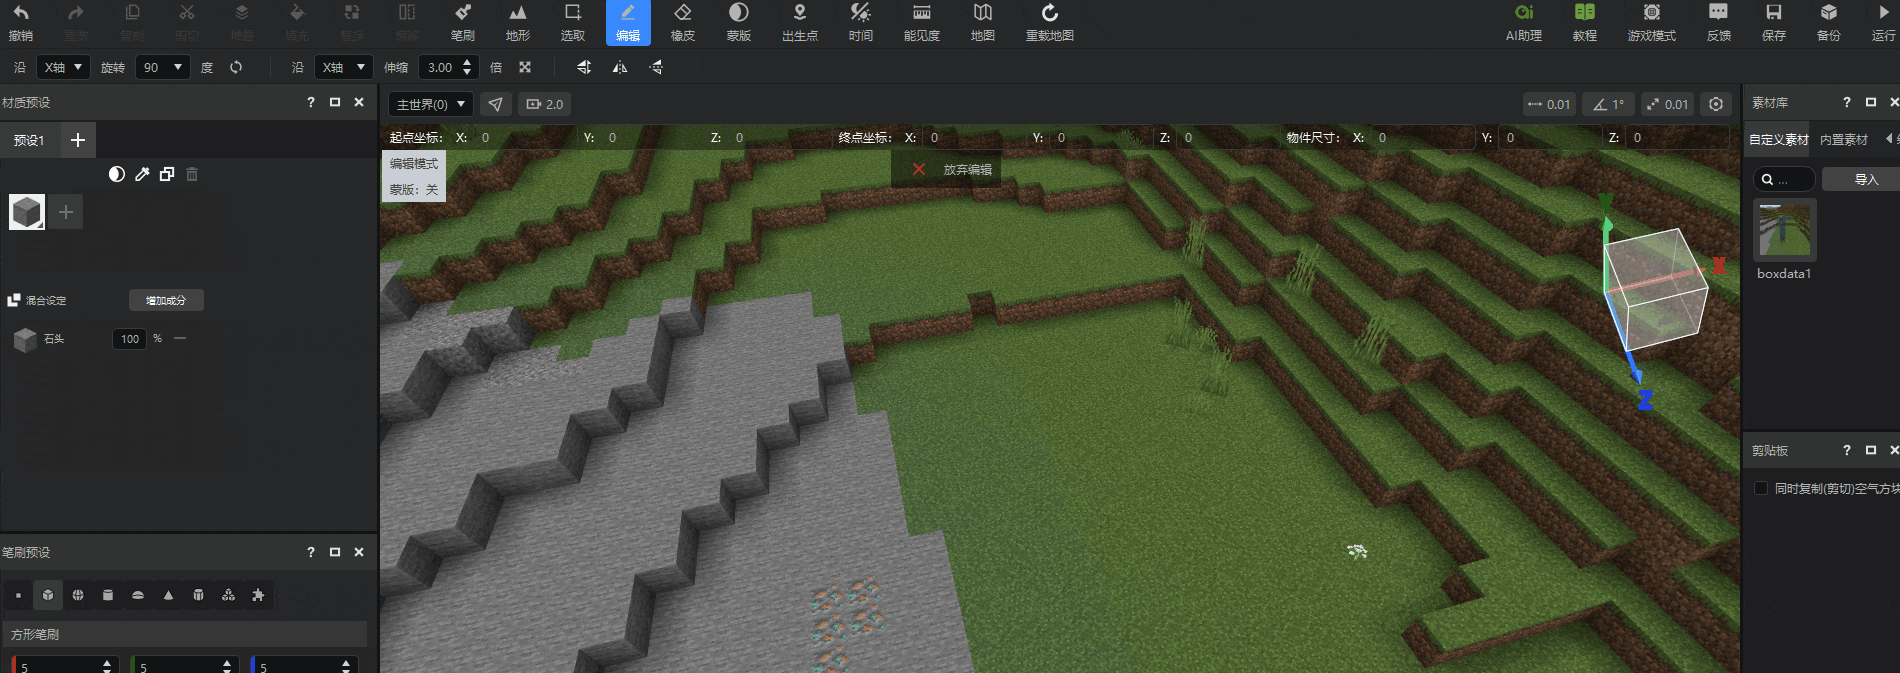 撤销 重做 复制 剪切 地基 填充 替换 镜像 笔刷 地形 选取 编辑 橡皮 蒙版 出生点 时间 能见度 地图 重载地图 AI助理 教程 游戏模式 反馈 保存 备份 运行
沿 X轴 旋转 90 度 沿 X轴 伸缩 3.00 倍
材质预设
预设1
混合设定 增加成分
石头 100 %
笔刷预设
方形笔刷
5 5 5
主世界(0) 2.0 0.01 1° 0.01
起点坐标: X: 0 Y: 0 Z: 0 终点坐标: X: 0 Y: 0 Z: 0 物件尺寸: X: 0 Y: 0 Z: 0
编辑模式
蒙版: 关
放弃编辑
Y
X
Z
素材库
自定义素材 内置素材
... 导入
boxdata1
剪贴板
同时复制(剪切)空气方块